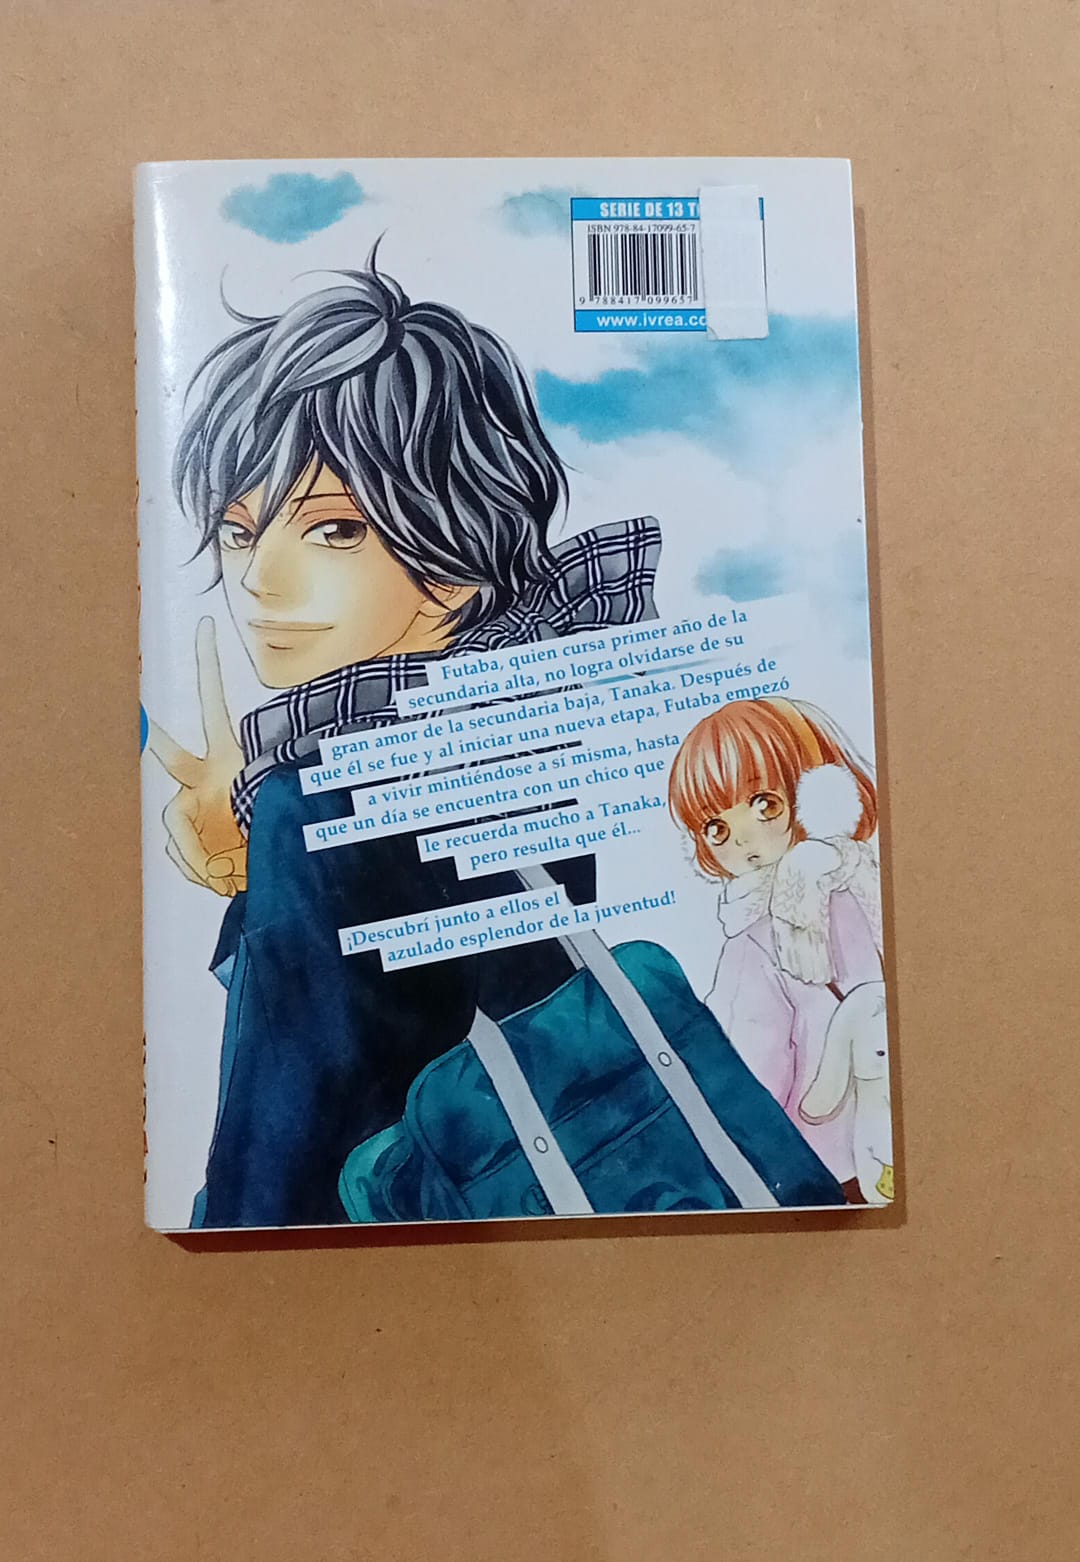 SERIE DE 13
ISBN 978-84-17099-65-7
9 788417 099657
www.ivrea.co
Futaba, quien cursa primer año de la
secundaria alta, no logra olvidarse de su
gran amor de la secundaria baja, Tanaka. Después de
que él se fue y al iniciar una nueva etapa, Futaba empezó
a vivir mintiéndose a sí misma, hasta
que un día se encuentra con un chico que
le recuerda mucho a Tanaka,
pero resulta que él...
¡Descubrí junto a ellos el
azulado esplendor de la juventud!